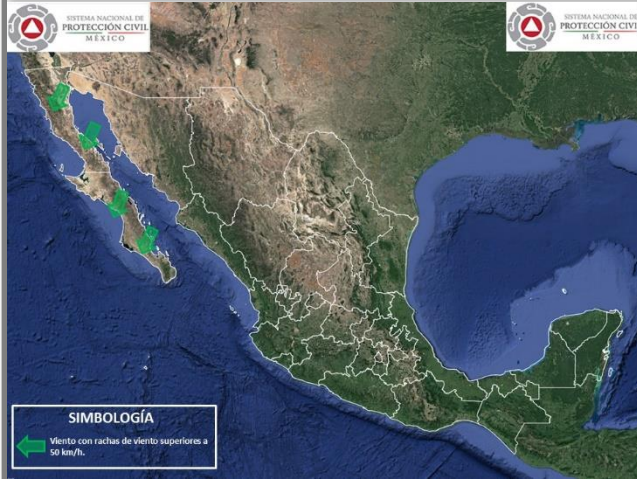 SISTEMA NACIONAL DE
PROTECCIÓN CIVIL
MÉXICO
SISTEMA NACIONAL DE
PROTECCIÓN CIVIL
MÉXICO
SIMBOLOGÍA
Viento con rachas de viento superiores a
50 km/h.